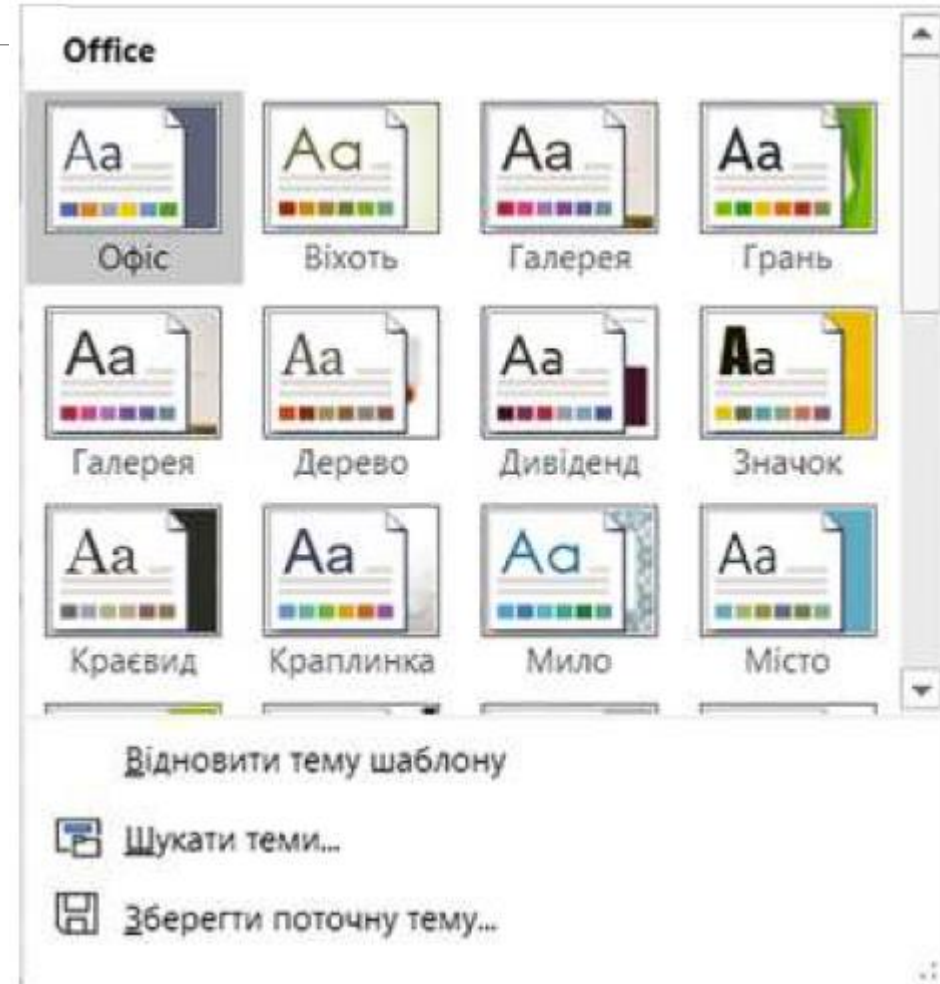 Office
Aa Aa Aa Aa
Офіс Віхоть Галерея Грань
Aa Aa Aa Aa
Галерея Дерево Дивіденд Значок
Aa Aa Aa Aa
Краєвид Краплинка Мило Місто
Відновити тему шаблону
Шукати теми...
Зберегти поточну тему...